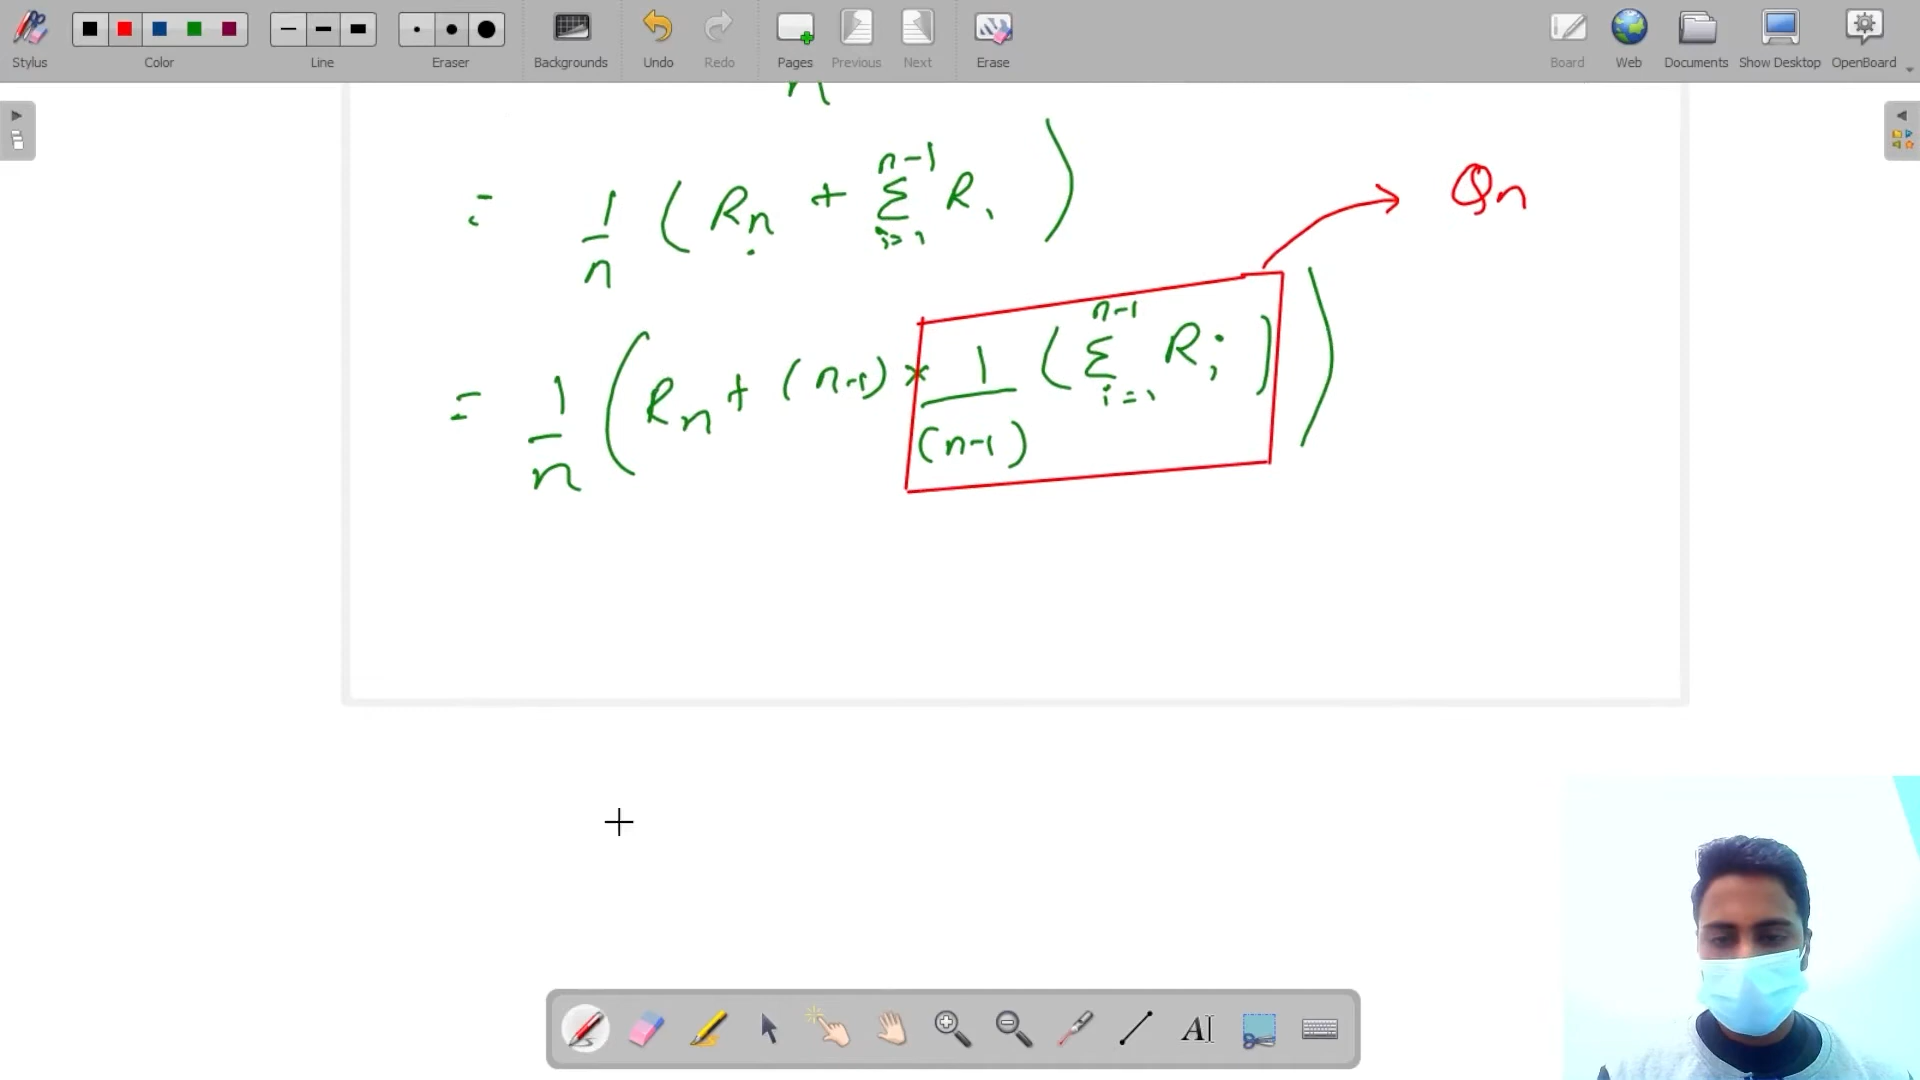 Stylus
Color
Line
Eraser
Backgrounds
Undo
Redo
Pages
Previous
Next
Erase
Board
Web
Documents
Show Desktop
OpenBoard
n
= 1/n ( Rn + Σ_{i=1}^{n-1} Ri )
Qn
= 1/n ( Rn + (n-1) × 1/(n-1) ( Σ_{i=1}^{n-1} Ri ) )